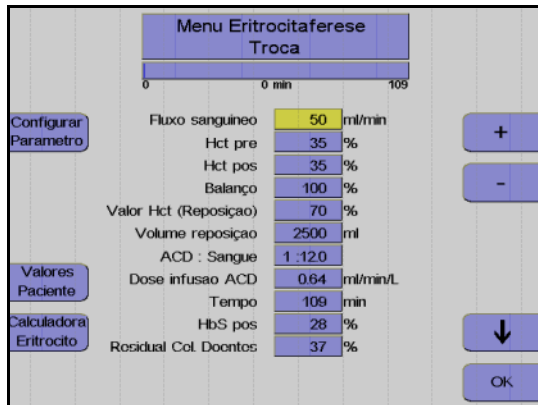 Menu Eritrocitaferese
Troca
0 0 min 109
Configurar
Parametro
Fluxo sanguineo 50 ml/min
Hct pre 35 %
Hct pos 35 %
Balanço 100 %
Valor Hct (Reposiçao) 70 %
Volume reposiçao 2500 ml
ACD : Sangue 1 :12.0
Dose infusao ACD 0.64 ml/min/L
Tempo 109 min
HbS pos 28 %
Residual Col. Doontos 37 %
Valores
Paciente
Calculadora
Eritrocito
+
-
↓
OK